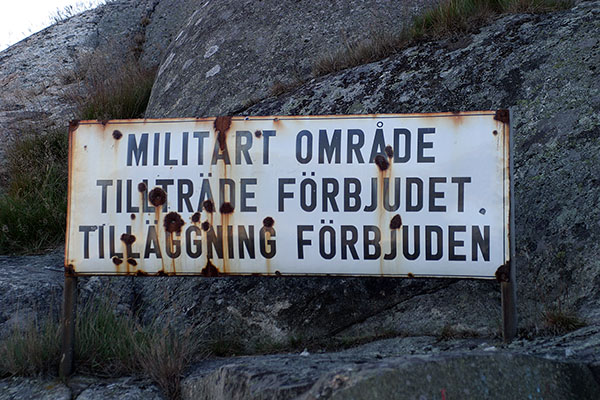 MILITÄRT OMRÅDE
TILLTRÄDE FÖRBJUDET.
TILLÄGGNING FÖRBJUDEN